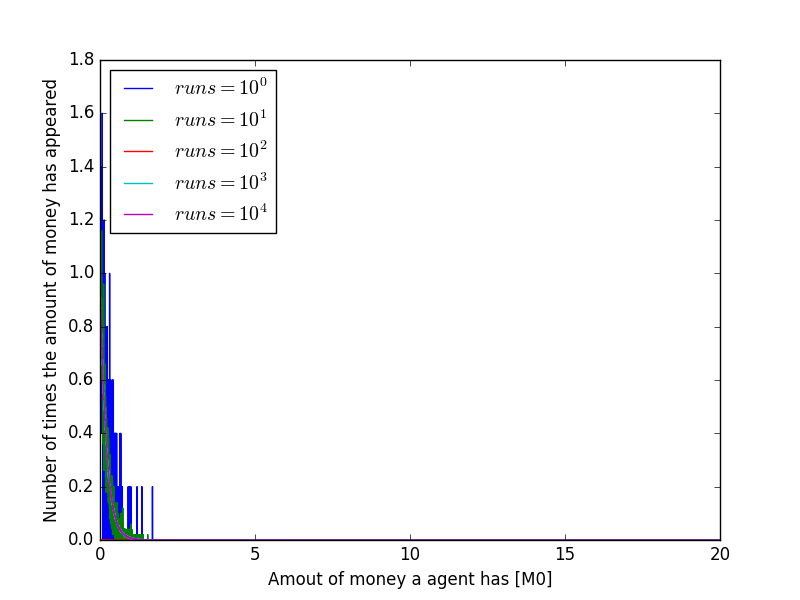 Number of times the amount of money has appeared
1.8
1.6
1.4
1.2
1.0
0.8
0.6
0.4
0.2
0.0
runs = 10^0
runs = 10^1
runs = 10^2
runs = 10^3
runs = 10^4
0 5 10 15 20
Amout of money a agent has [M0]